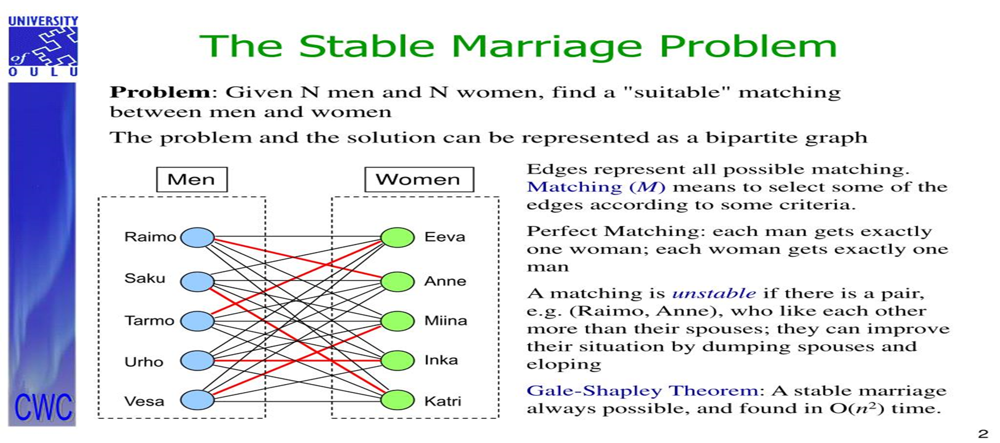 UNIVERSITY
of
OULU
The Stable Marriage Problem
Problem: Given N men and N women, find a "suitable" matching
between men and women
The problem and the solution can be represented as a bipartite graph
Men
Women
Raimo
Eeva
Saku
Anne
Tarmo
Miina
Urho
Inka
Vesa
Katri
Edges represent all possible matching.
Matching (M) means to select some of the
edges according to some criteria.
Perfect Matching: each man gets exactly
one woman; each woman gets exactly one
man
A matching is unstable if there is a pair,
e.g. (Raimo, Anne), who like each other
more than their spouses; they can improve
their situation by dumping spouses and
eloping
Gale-Shapley Theorem: A stable marriage
always possible, and found in O(n²) time.
CWC
2